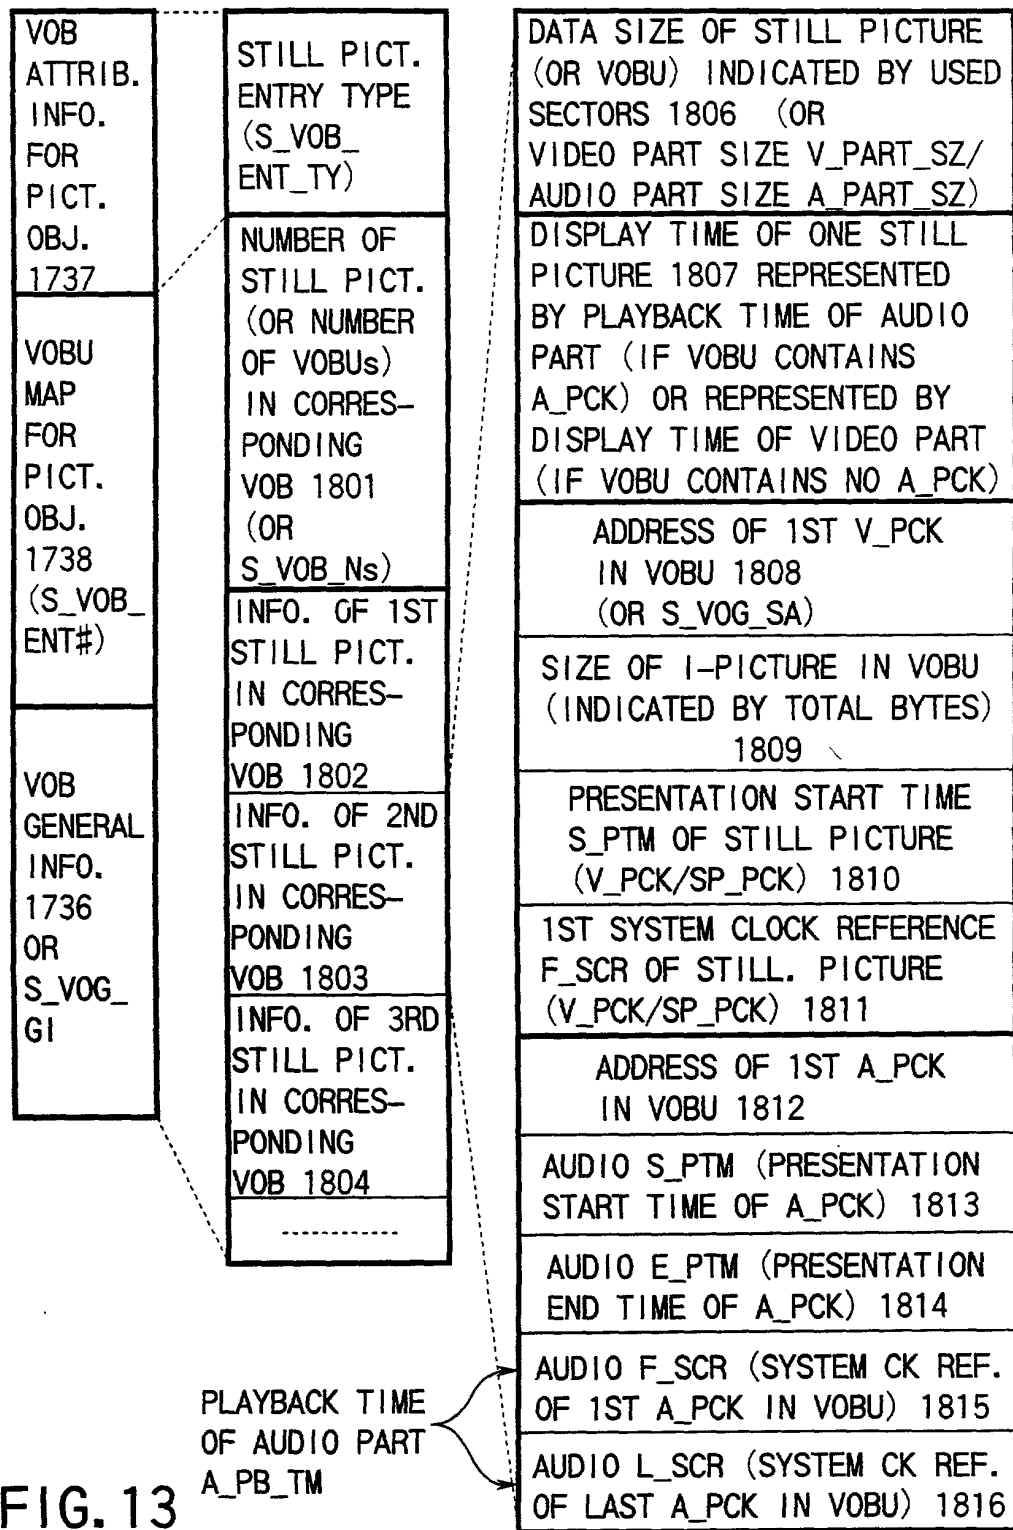 VOB
ATTRIB.
INFO.
FOR
PICT.
OBJ.
1737
VOBU
MAP
FOR
PICT.
OBJ.
1738
(S_VOB_
ENT#)
VOB
GENERAL
INFO.
1736
OR
S_VOG_
GI
STILL PICT.
ENTRY TYPE
(S_VOB_
ENT_TY)
NUMBER OF
STILL PICT.
(OR NUMBER
OF VOBUs)
IN CORRES-
PONDING
VOB 1801
(OR
S_VOB_Ns)
INFO. OF 1ST
STILL PICT.
IN CORRES-
PONDING
VOB 1802
INFO. OF 2ND
STILL PICT.
IN CORRES-
PONDING
VOB 1803
INFO. OF 3RD
STILL PICT.
IN CORRES-
PONDING
VOB 1804
----------
DATA SIZE OF STILL PICTURE
(OR VOBU) INDICATED BY USED
SECTORS 1806 (OR
VIDEO PART SIZE V_PART_SZ/
AUDIO PART SIZE A_PART_SZ)
DISPLAY TIME OF ONE STILL
PICTURE 1807 REPRESENTED
BY PLAYBACK TIME OF AUDIO
PART (IF VOBU CONTAINS
A_PCK) OR REPRESENTED BY
DISPLAY TIME OF VIDEO PART
(IF VOBU CONTAINS NO A_PCK)
ADDRESS OF 1ST V_PCK
IN VOBU 1808
(OR S_VOG_SA)
SIZE OF I-PICTURE IN VOBU
(INDICATED BY TOTAL BYTES)
1809
PRESENTATION START TIME
S_PTM OF STILL PICTURE
(V_PCK/SP_PCK) 1810
1ST SYSTEM CLOCK REFERENCE
F_SCR OF STILL. PICTURE
(V_PCK/SP_PCK) 1811
ADDRESS OF 1ST A_PCK
IN VOBU 1812
AUDIO S_PTM (PRESENTATION
START TIME OF A_PCK) 1813
AUDIO E_PTM (PRESENTATION
END TIME OF A_PCK) 1814
AUDIO F_SCR (SYSTEM CK REF.
OF 1ST A_PCK IN VOBU) 1815
AUDIO L_SCR (SYSTEM CK REF.
OF LAST A_PCK IN VOBU) 1816
PLAYBACK TIME
OF AUDIO PART
A_PB_TM
FIG. 13